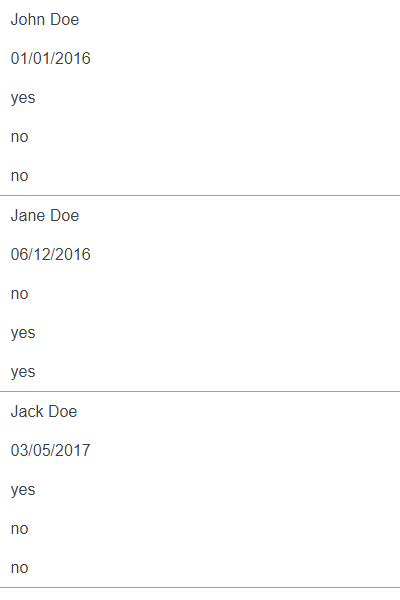 John Doe
01/01/2016
yes
no
no
Jane Doe
06/12/2016
no
yes
yes
Jack Doe
03/05/2017
yes
no
no